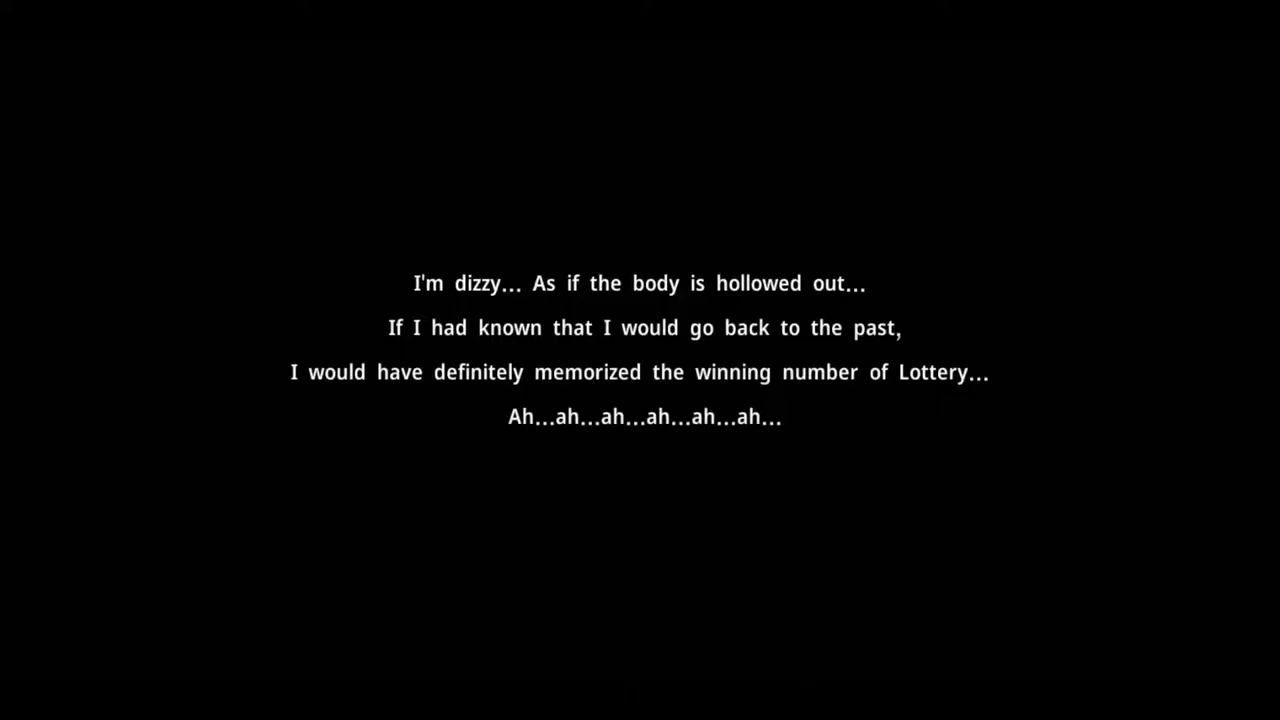 I'm dizzy... As if the body is hollowed out...
If I had known that I would go back to the past,
I would have definitely memorized the winning number of Lottery...
Ah...ah...ah...ah...ah...ah...